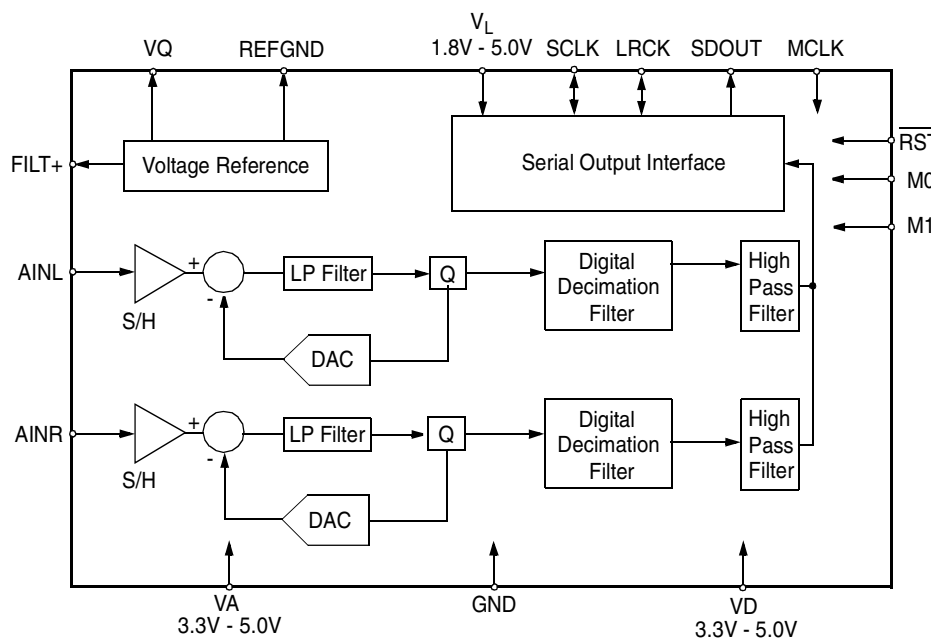 VL
1.8V - 5.0V
VQ
REFGND
SCLK
LRCK
SDOUT
MCLK
FILT+
Voltage Reference
Serial Output Interface
RST
M0
M1
AINL
S/H
+
-
LP Filter
Q
DAC
Digital
Decimation
Filter
High
Pass
Filter
AINR
S/H
+
-
LP Filter
Q
DAC
Digital
Decimation
Filter
High
Pass
Filter
VA
3.3V - 5.0V
GND
VD
3.3V - 5.0V